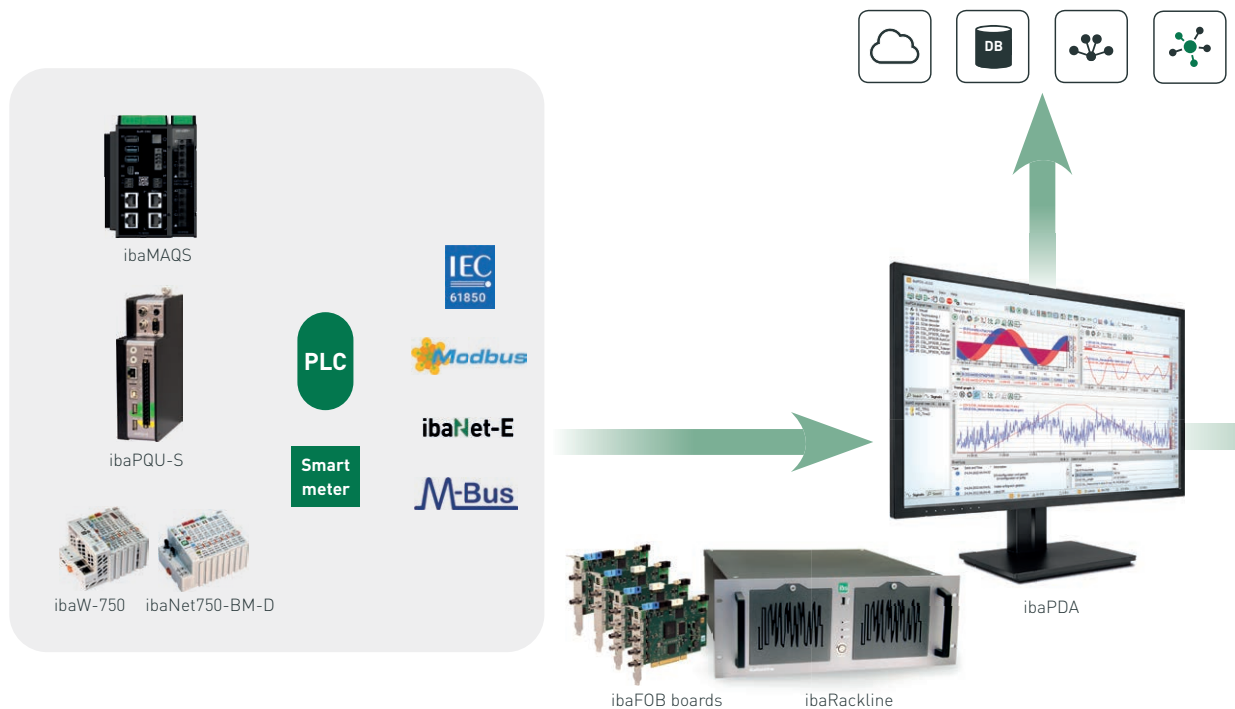 DB
ibaMAQS
IEC
61850
PLC
Modbus
ibaPQU-S
ibaNet-E
Smart
meter
M-Bus
ibaW-750
ibaNet750-BM-D
ibaPDA
ibaFOB boards
ibaRackline